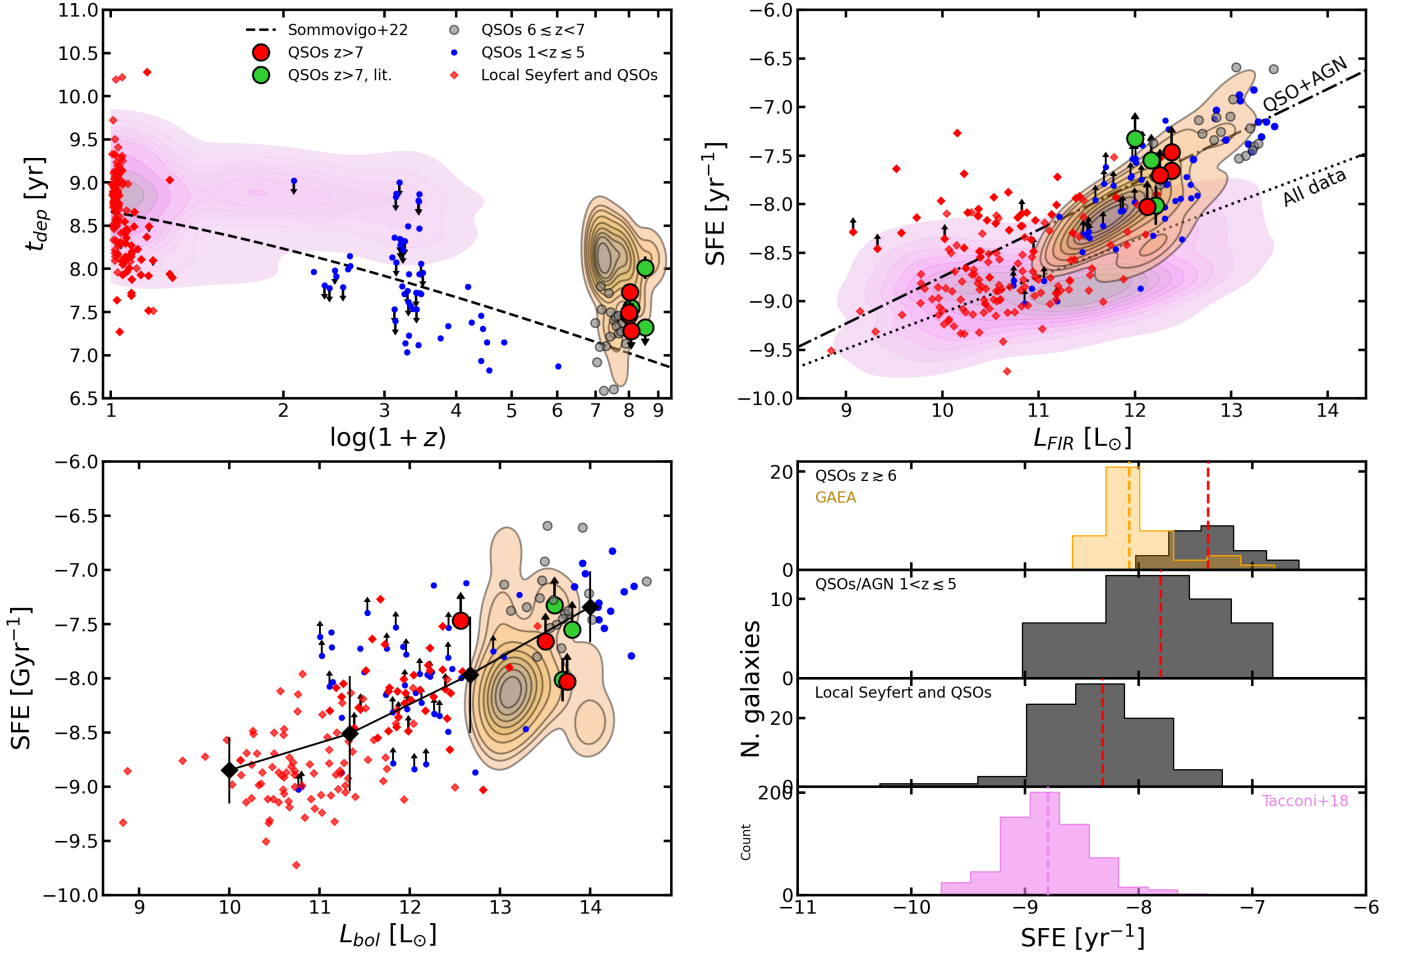 11.0
10.5
10.0
9.5
9.0
8.5
8.0
7.5
7.0
6.5
t_dep [yr]
Sommovigo+22
QSOs z>7
QSOs z>7, lit.
QSOs 6≲z<7
QSOs 1<z≲5
Local Seyfert and QSOs
1 2 3 4 5 6 7 8 9
log(1 + z)
−6.0
−6.5
−7.0
−7.5
−8.0
−8.5
−9.0
−9.5
−10.0
SFE [yr⁻¹]
QSO+AGN
All data
9 10 11 12 13 14
L_FIR [L☉]
−6.0
−6.5
−7.0
−7.5
−8.0
−8.5
−9.0
−9.5
−10.0
SFE [Gyr⁻¹]
9 10 11 12 13 14
L_bol [L☉]
20
0
QSOs z≳6
GAEA
10
0
QSOs/AGN 1<z≲5
20
0
Local Seyfert and QSOs
200
0
Tacconi+18
N. galaxies
Count
−11 −10 −9 −8 −7 −6
SFE [yr⁻¹]